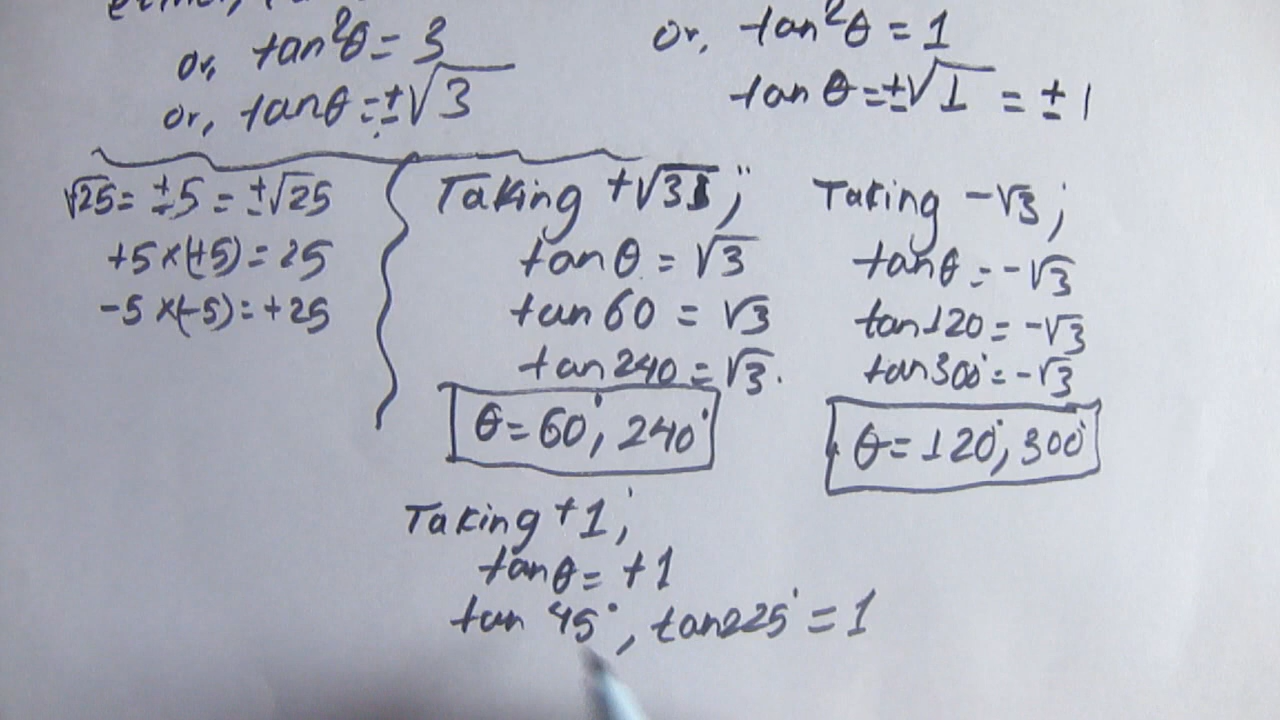 or, tan²θ = 3
or, tanθ = ±√3
or, tan²θ = 1
tan θ = ±√1 = ± 1
√25 = ±5 = ±√25
+5 × (+5) = 25
-5 × (-5) = +25
Taking +√3 ;
tan θ = √3
tan 60 = √3
tan 240 = √3.
θ = 60°, 240°
Taking -√3 ;
tanθ = -√3
tan 120 = -√3
tan 300° = -√3
θ = 120°, 300°
Taking +1 ;
tan θ = +1
tan 45°, tan 225° = 1